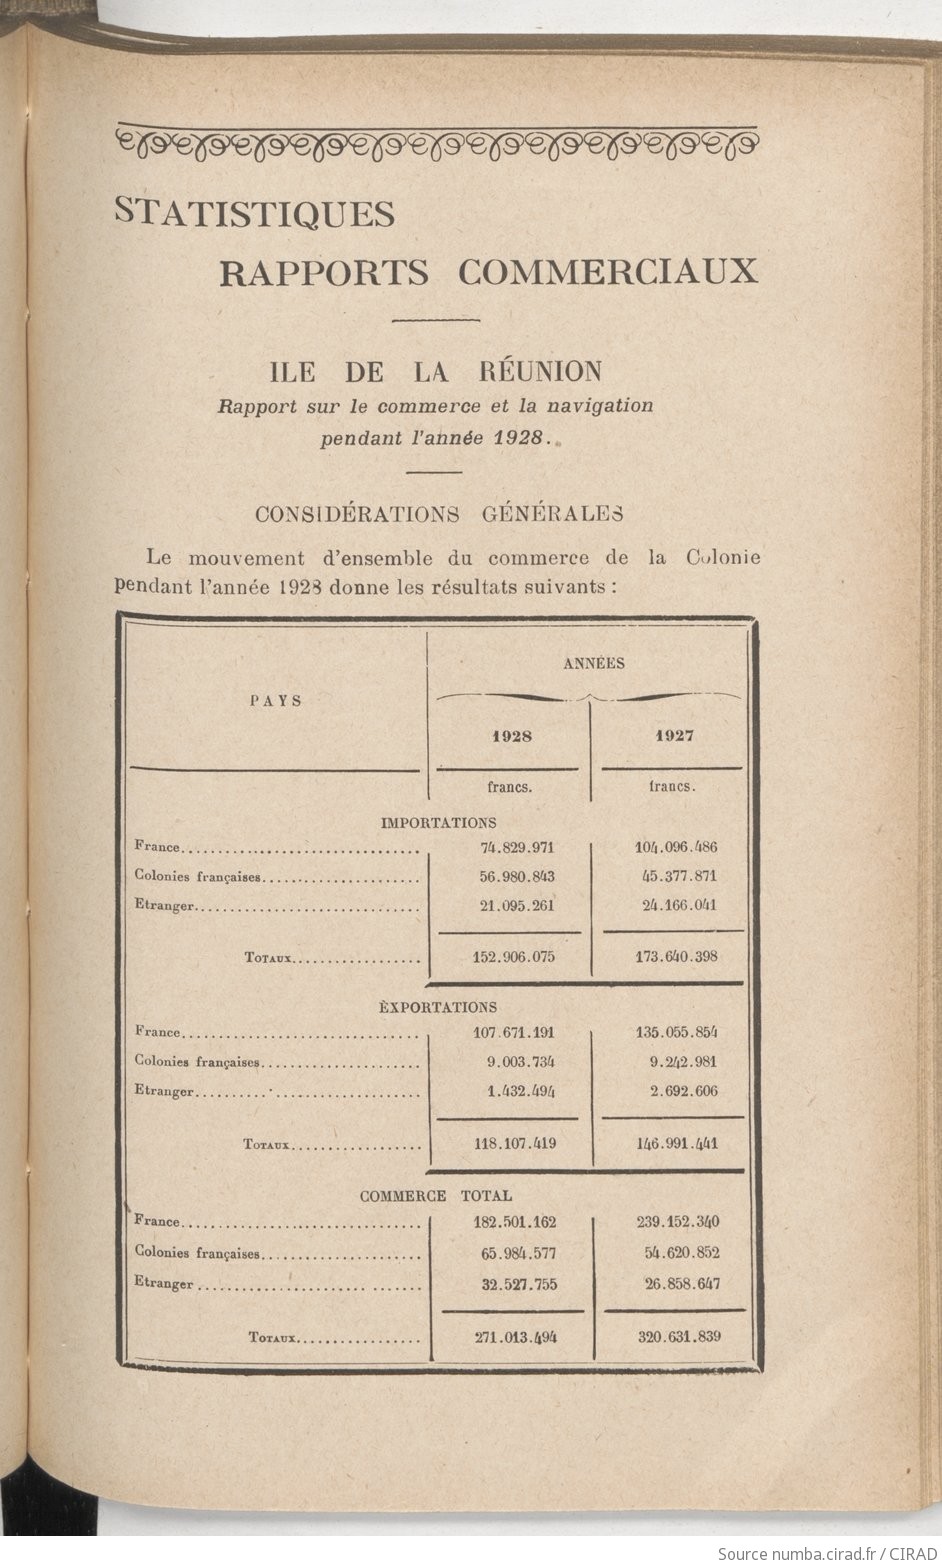 STATISTIQUES
RAPPORTS COMMERCIAUX
ILE DE LA RÉUNION
Rapport sur le commerce et la navigation
pendant l'année 1928.
CONSIDÉRATIONS GÉNÉRALES
Le mouvement d'ensemble du commerce de la Colonie
pendant l'année 1928 donne les résultats suivants :
ANNÉES
PAYS
1928 1927
francs. francs.
IMPORTATIONS
France................................ 74.829.971 104.096.486
Colonies françaises...................... 56.980.843 45.377.871
Etranger................................ 21.095.261 24.166.041
TOTAUX.................. 152.906.075 173.640.398
EXPORTATIONS
France................................ 107.671.191 135.055.854
Colonies françaises...................... 9.003.734 9.242.981
Etranger................................ 1.432.494 2.692.606
TOTAUX.................. 118.107.419 146.991.441
COMMERCE TOTAL
France................................ 182.501.162 239.152.340
Colonies françaises...................... 65.984.577 54.620.852
Etranger ............................... 32.527.755 26.858.647
TOTAUX................. 271.013.494 320.631.839
Source numba.cirad.fr / CIRAD